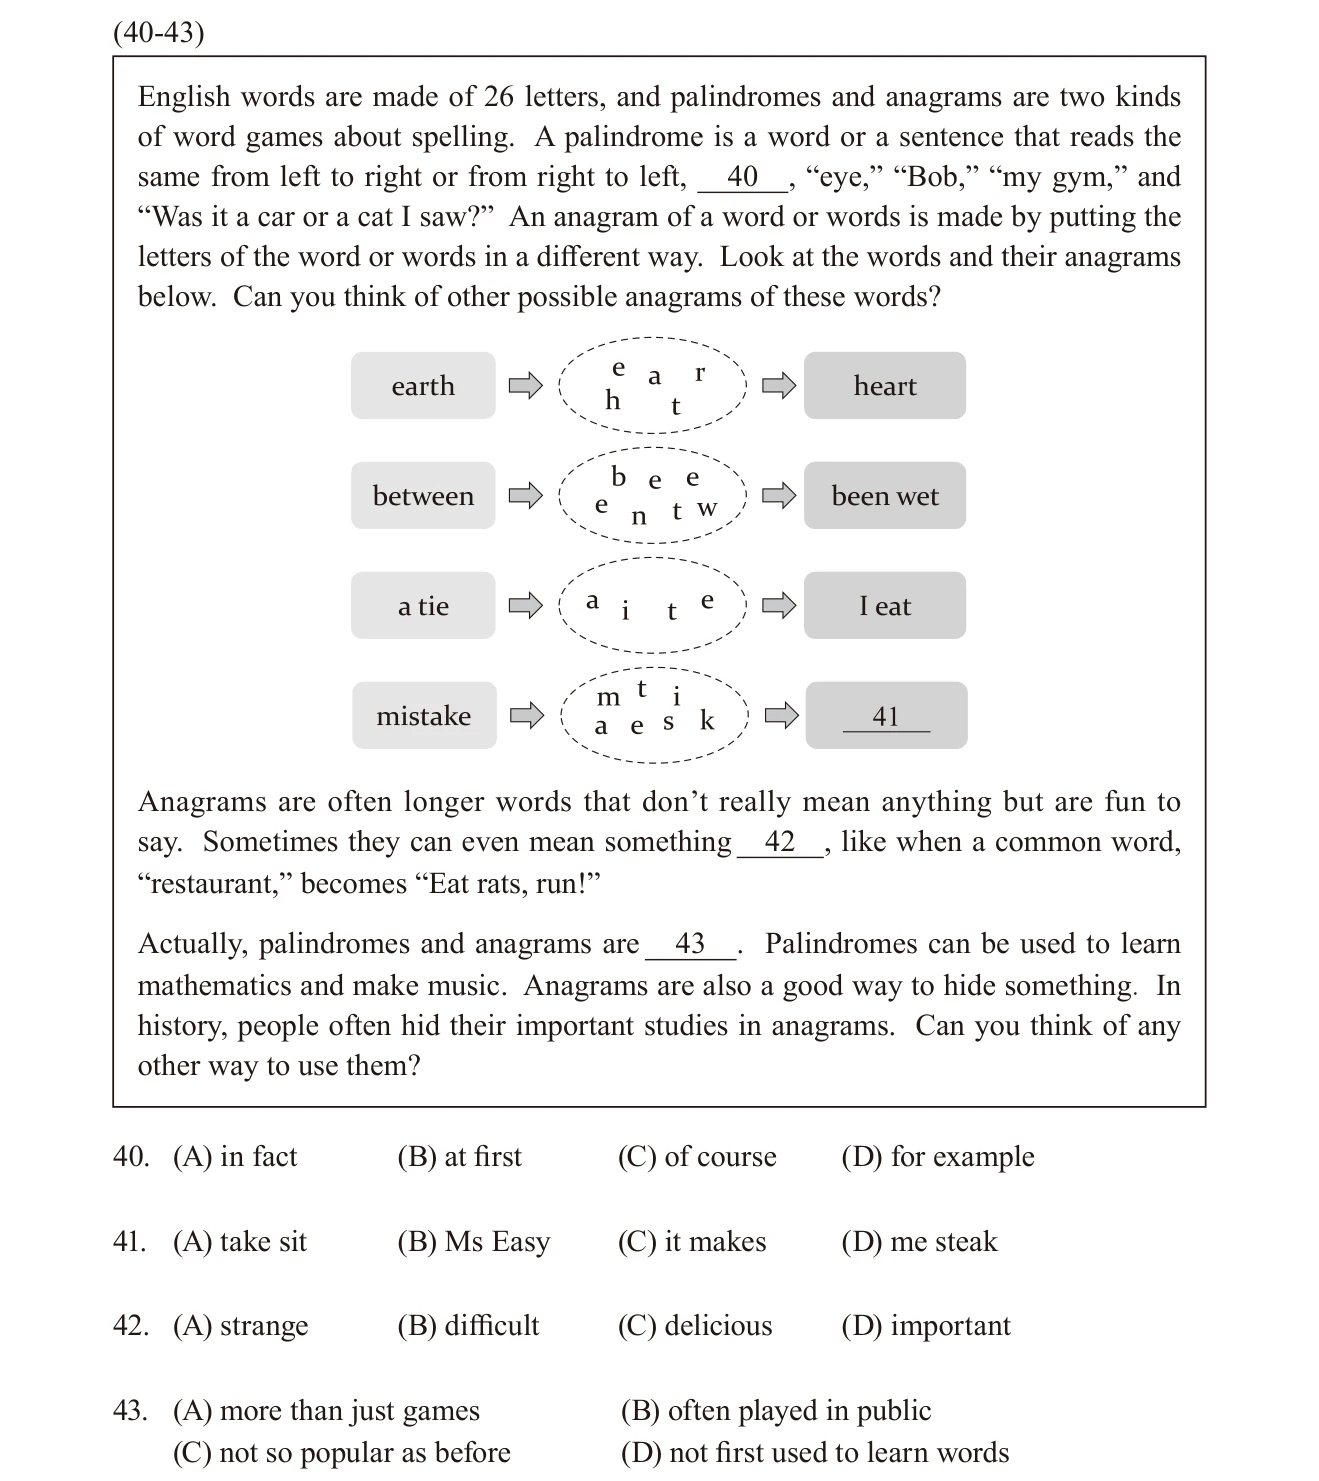 (40-43)
English words are made of 26 letters, and palindromes and anagrams are two kinds
of word games about spelling. A palindrome is a word or a sentence that reads the
same from left to right or from right to left, 40 , “eye,” “Bob,” “my gym,” and
“Was it a car or a cat I saw?” An anagram of a word or words is made by putting the
letters of the word or words in a different way. Look at the words and their anagrams
below. Can you think of other possible anagrams of these words?
earth e a r h t heart
between b e e e n t w been wet
a tie a i t e I eat
mistake m t i a e s k 41
Anagrams are often longer words that don’t really mean anything but are fun to
say. Sometimes they can even mean something 42 , like when a common word,
“restaurant,” becomes “Eat rats, run!”
Actually, palindromes and anagrams are 43 . Palindromes can be used to learn
mathematics and make music. Anagrams are also a good way to hide something. In
history, people often hid their important studies in anagrams. Can you think of any
other way to use them?
40. (A) in fact (B) at first (C) of course (D) for example
41. (A) take sit (B) Ms Easy (C) it makes (D) me steak
42. (A) strange (B) difficult (C) delicious (D) important
43. (A) more than just games (B) often played in public
(C) not so popular as before (D) not first used to learn words